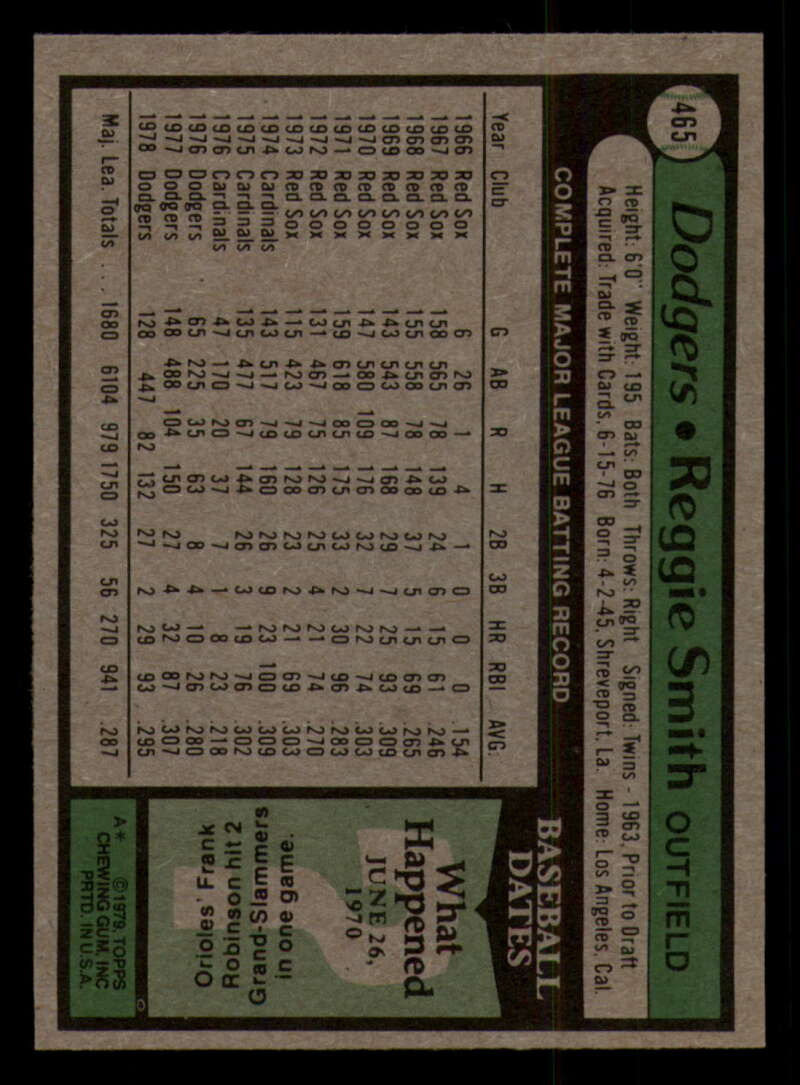 465
Dodgers • Reggie Smith OUTFIELD
Height: 6'0" Weight: 195 Bats: Both Throws: Right Signed: Twins - 1963, Prior to Draft
Acquired: Trade with Cards, 6-15-76 Born: 4-2-45, Shreveport, La. Home: Los Angeles, Cal.
COMPLETE MAJOR LEAGUE BATTING RECORD
Year Club G AB R H 2B 3B HR RBI AVG.
1966 Red Sox 6 26 1 4 1 0 0 0 .154
1967 Red Sox 158 565 78 139 24 6 15 61 .246
1968 Red Sox 155 558 78 148 37 5 15 69 .265
1969 Red Sox 143 543 87 168 29 7 25 93 .309
1970 Red Sox 147 580 109 176 32 7 22 74 .303
1971 Red Sox 159 618 85 175 33 2 30 96 .283
1972 Red Sox 131 467 75 126 25 4 21 74 .270
1973 Red Sox 115 423 79 128 23 2 21 69 .303
1974 Cardinals 143 517 79 160 26 9 23 100 .309
1975 Cardinals 135 477 67 144 26 3 19 76 .302
1976 Cardinals 47 170 20 37 7 1 8 23 .218
1976 Dodgers 65 225 35 63 8 4 10 26 .280
1977 Dodgers 148 488 104 150 27 4 32 87 .307
1978 Dodgers 128 447 82 132 27 2 29 93 .295
Maj. Lea. Totals . . . 1680 6104 979 1750 325 56 270 941 .287
BASEBALL
DATES
What
Happened
JUNE 26,
1970
Orioles' Frank
Robinson hit 2
Grand-Slammers
in one game.
A* © 1979, TOPPS
CHEWING GUM, INC
PRTD. IN U.S.A.